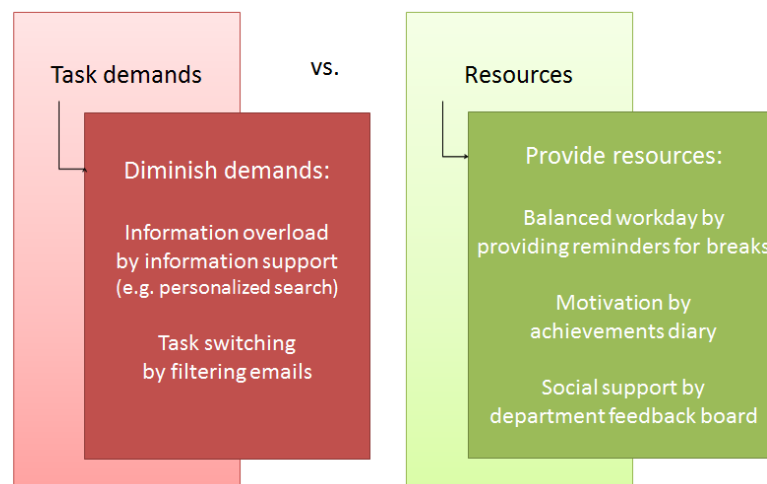 Task demands
vs.
Resources
Diminish demands:
Information overload
by information support
(e.g. personalized search)
Task switching
by filtering emails
Provide resources:
Balanced workday by
providing reminders for breaks
Motivation by
achievements diary
Social support by
department feedback board